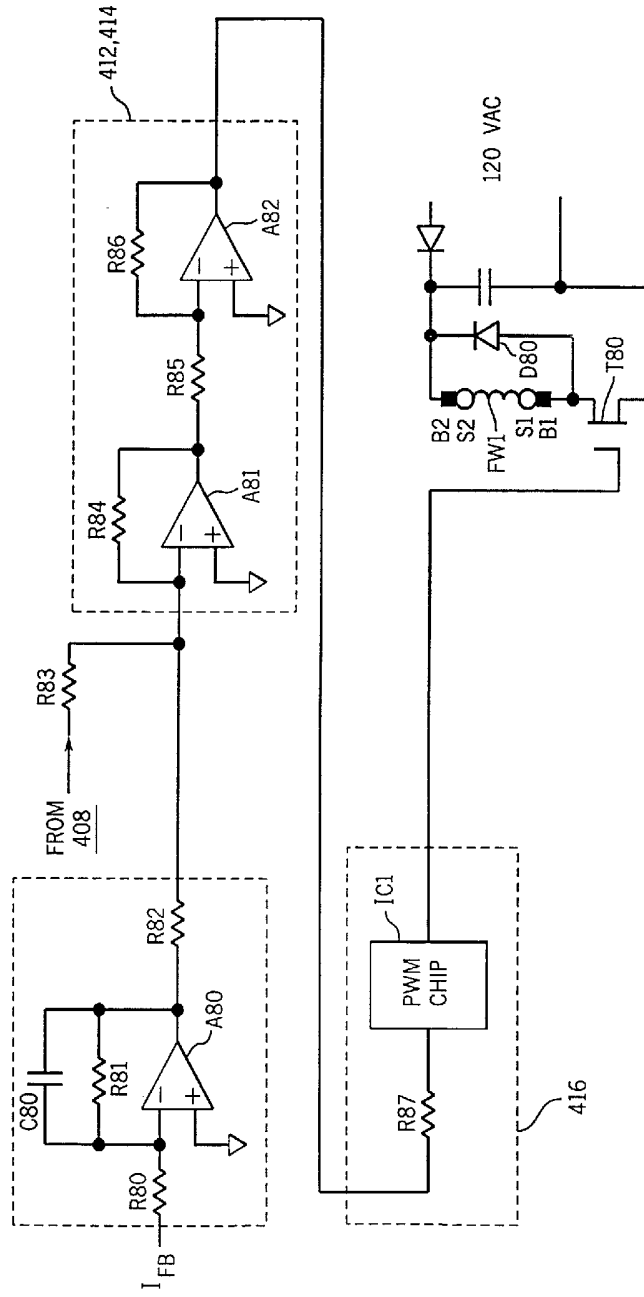 412,414
R86
A82
R85
R84
A81
R83
FROM
408
R82
C80
R81
A80
R80
I FB
120 VAC
D80
B2
S2
FW1
S1
B1
T80
IC1
PWM
CHIP
R87
416